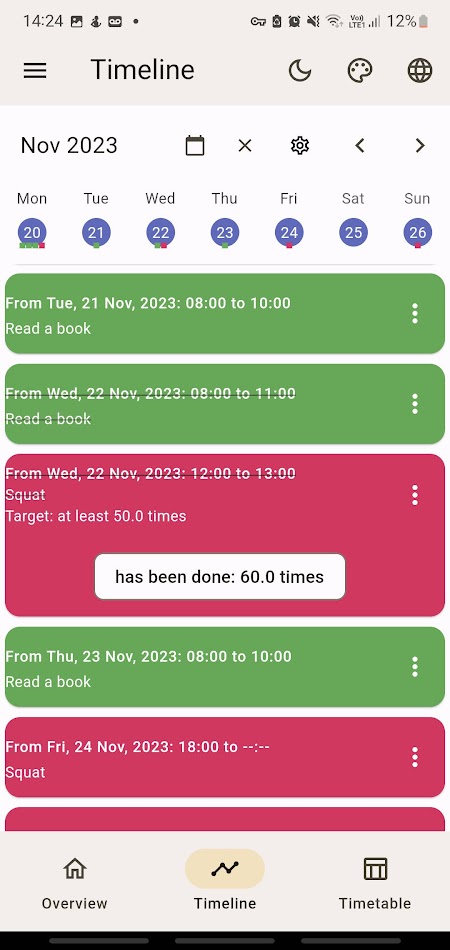 14:24
Vo))
LTE1
12%
Timeline
Nov 2023
Mon Tue Wed Thu Fri Sat Sun
20 21 22 23 24 25 26
From Tue, 21 Nov, 2023: 08:00 to 10:00
Read a book
From Wed, 22 Nov, 2023: 08:00 to 11:00
Read a book
From Wed, 22 Nov, 2023: 12:00 to 13:00
Squat
Target: at least 50.0 times
has been done: 60.0 times
From Thu, 23 Nov, 2023: 08:00 to 10:00
Read a book
From Fri, 24 Nov, 2023: 18:00 to --:--
Squat
Overview Timeline Timetable